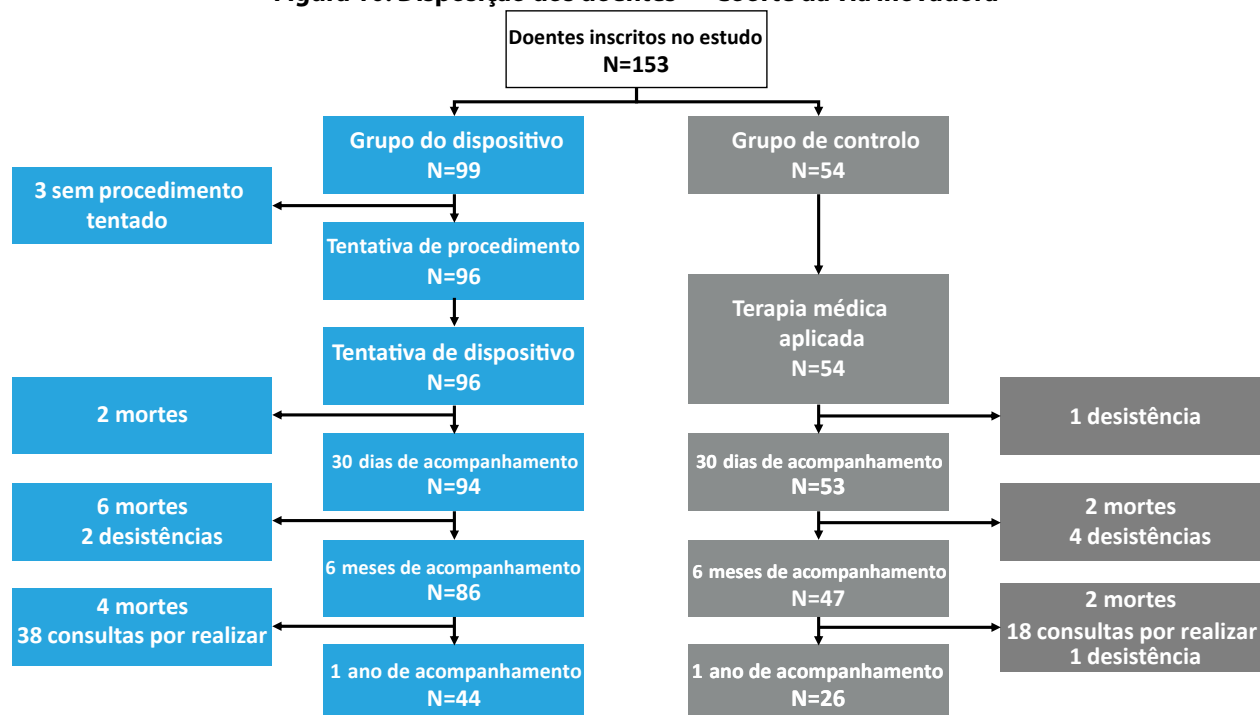 Doentes inscritos no estudo
N=153
Grupo do dispositivo
N=99
Grupo de controlo
N=54
3 sem procedimento
tentado
Tentativa de procedimento
N=96
Terapia médica
aplicada
N=54
Tentativa de dispositivo
N=96
2 mortes
1 desistência
30 dias de acompanhamento
N=94
30 dias de acompanhamento
N=53
6 mortes
2 desistências
2 mortes
4 desistências
6 meses de acompanhamento
N=86
6 meses de acompanhamento
N=47
4 mortes
38 consultas por realizar
2 mortes
18 consultas por realizar
1 desistência
1 ano de acompanhamento
N=44
1 ano de acompanhamento
N=26